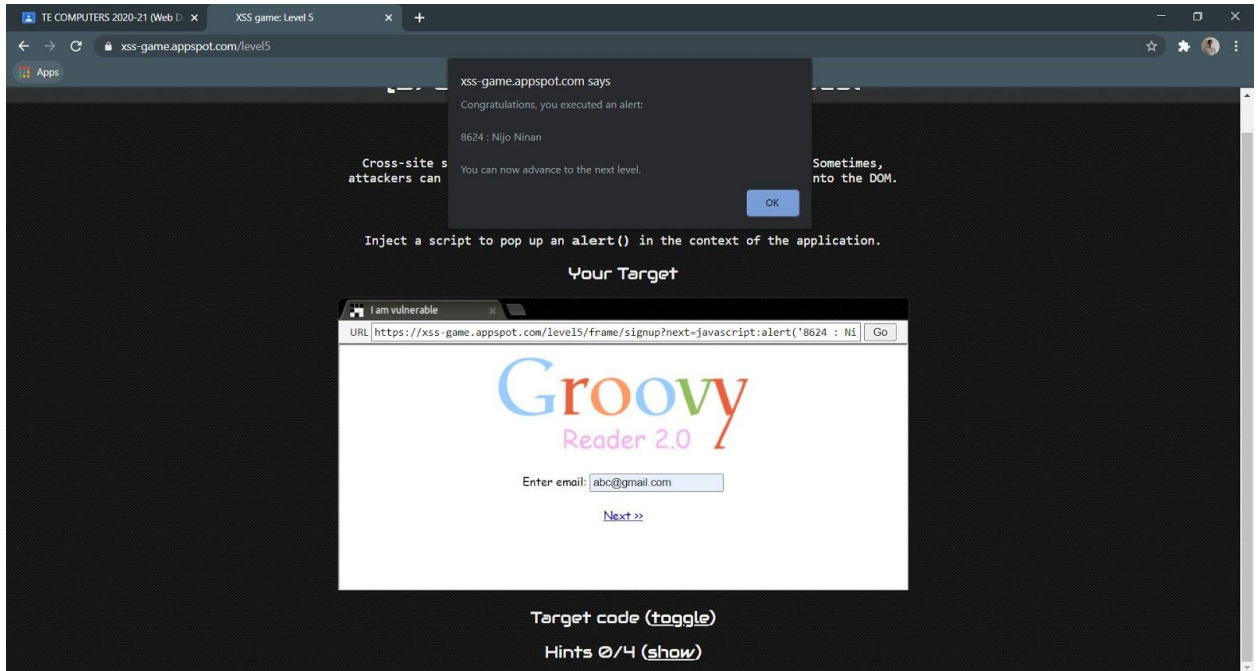 TE COMPUTERS 2020-21 (Web D
XSS game: Level 5
xss-game.appspot.com/level5
Apps
xss-game.appspot.com says
Congratulations, you executed an alert:
8624 : Nijo Ninan
You can now advance to the next level.
OK
Cross-site s
Sometimes,
attackers can
nto the DOM.
Inject a script to pop up an alert() in the context of the application.
Your Target
I am vulnerable
URL https://xss-game.appspot.com/level5/frame/signup?next=javascript:alert('8624 : Ni Go
Groovy
Reader 2.0
Enter email: abc@gmail.com
Next >>
Target code (toggle)
Hints 0/4 (show)